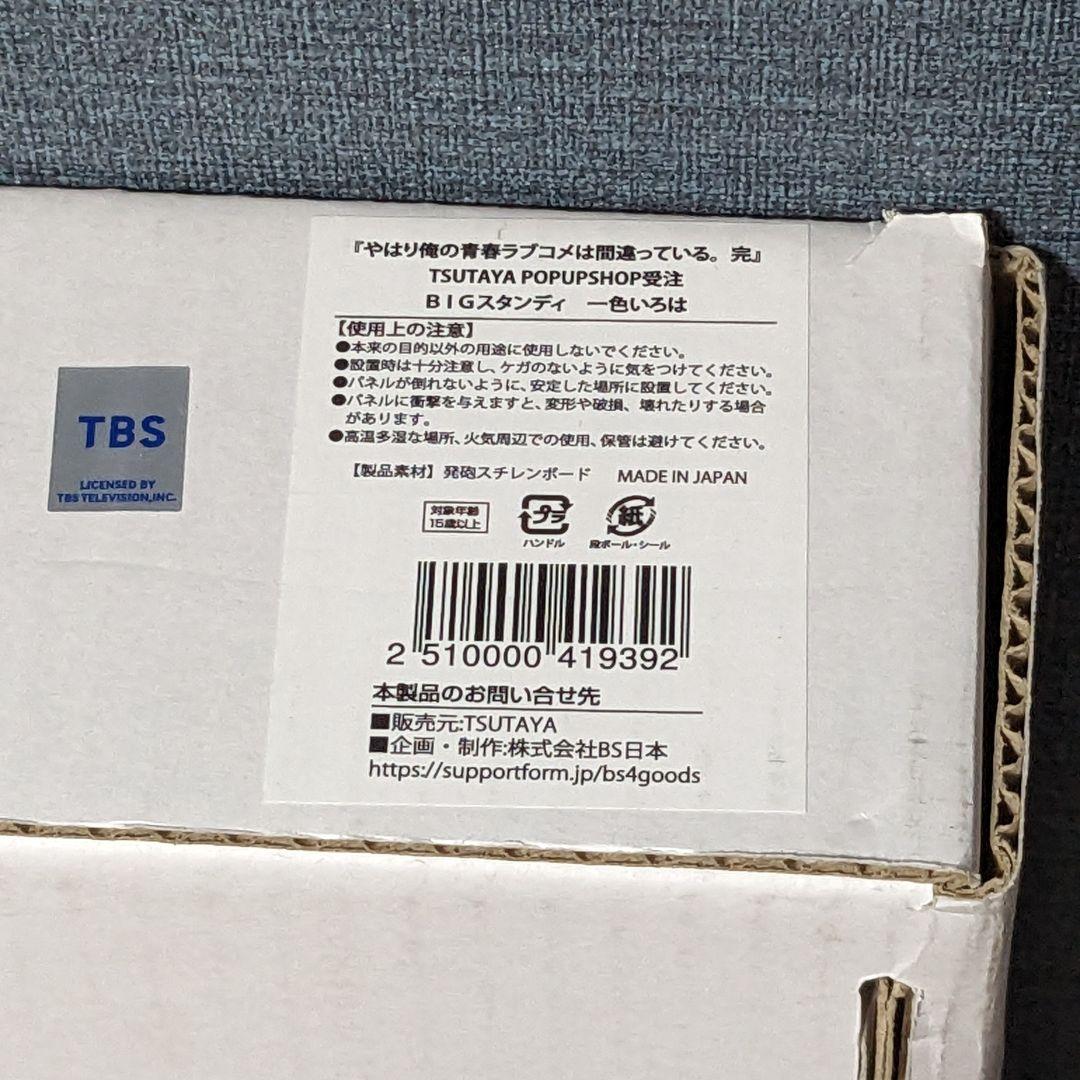 『やはり俺の青春ラブコメは間違っている。完』
TSUTAYA POPUPSHOP受注
BIGスタンディ　一色いろは
【使用上の注意】
●本来の目的以外の用途に使用しないでください。
●設置時は十分注意し、ケガのないように気をつけてください。
●パネルが倒れないように、安定した場所に設置してください。
●パネルに衝撃を与えますと、変形や破損、壊れたりする場合
があります。
●高温多湿な場所、火気周辺での使用、保管は避けてください。
【製品素材】発砲スチレンボード　MADE IN JAPAN
対象年齢
15歳以上
プラ
ハンドル
紙
段ボール・シール
2 510000 419392
本製品のお問い合せ先
■販売元:TSUTAYA
■企画・制作:株式会社BS日本
https://supportform.jp/bs4goods
TBS
LICENSED BY
TBS TELEVISION,INC.